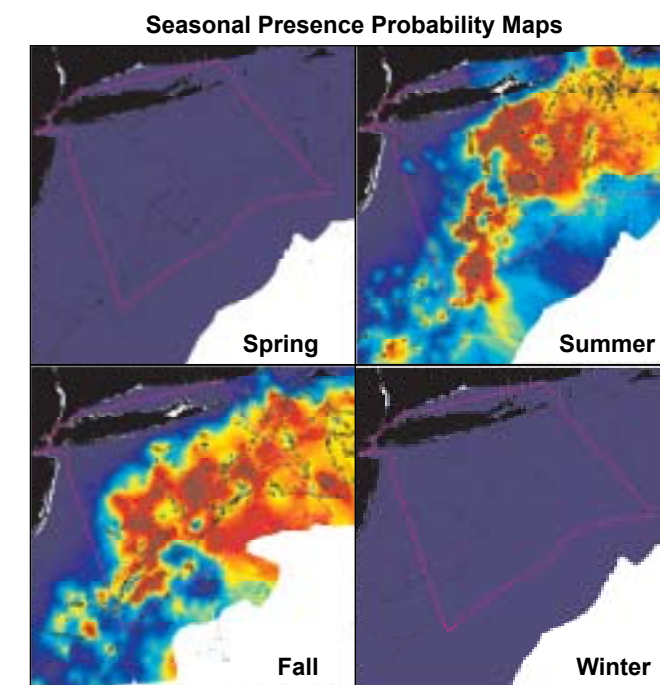 Seasonal Presence Probability Maps
Spring
Summer
Fall
Winter